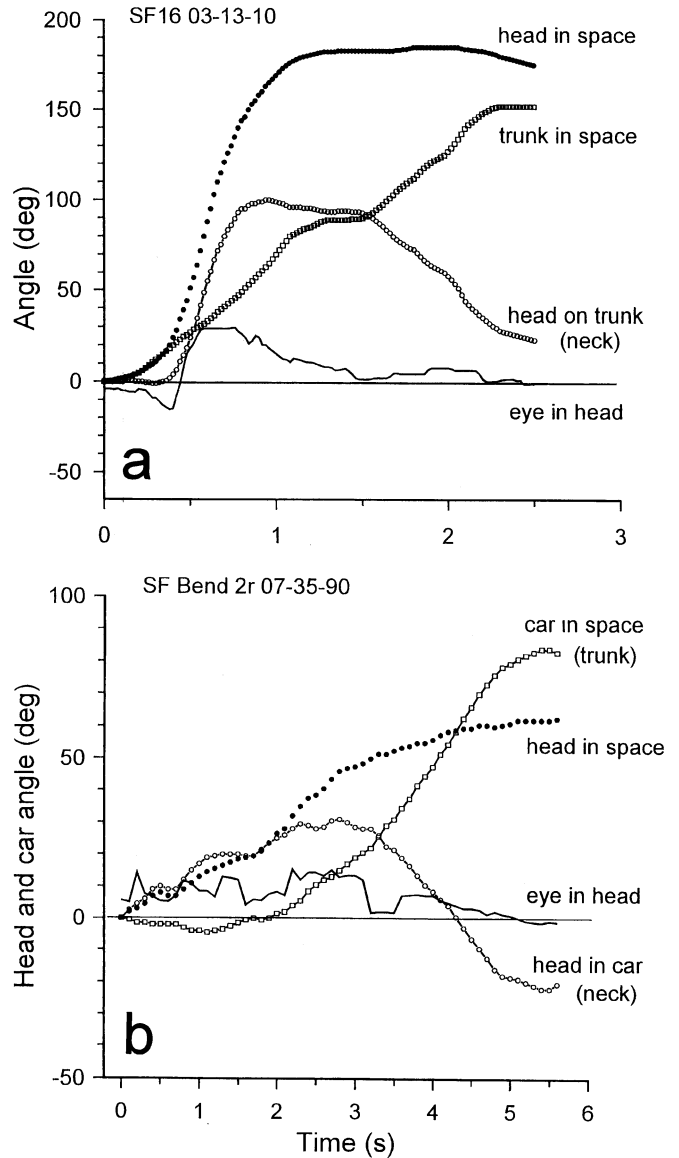 SF16 03-13-10
200
150
100
50
0
-50
Angle (deg)
head in space
trunk in space
head on trunk
(neck)
eye in head
a
0 1 2 3
SF Bend 2r 07-35-90
100
50
0
-50
Head and car angle (deg)
car in space
(trunk)
head in space
eye in head
head in car
(neck)
b
0 1 2 3 4 5 6
Time (s)